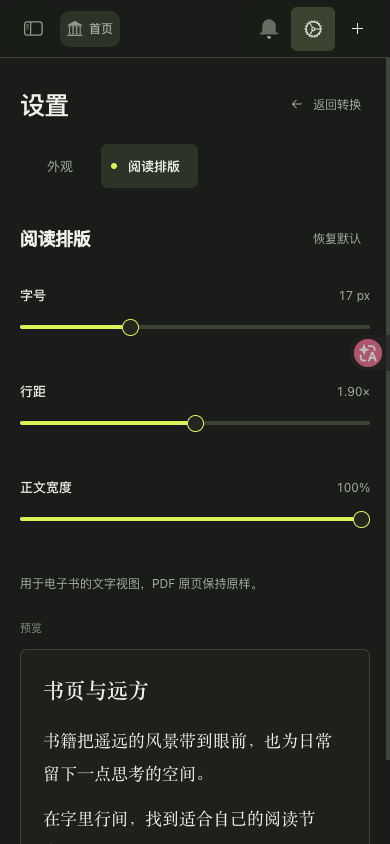 首页
设置
返回转换
外观
阅读排版
阅读排版
恢复默认
字号
17 px
行距
1.90×
正文宽度
100%
用于电子书的文字视图，PDF 原页保持原样。
预览
书页与远方
书籍把遥远的风景带到眼前，也为日常
留下一点思考的空间。
在字里行间，找到适合自己的阅读节